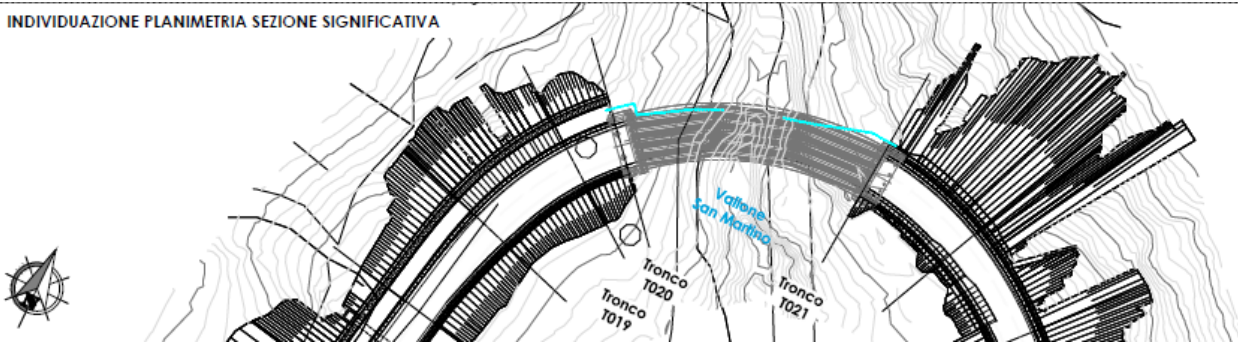 INDIVIDUAZIONE PLANIMETRIA SEZIONE SIGNIFICATIVA
Vallone
San Martino
Tronco
T020
Tronco
T019
Tronco
T021